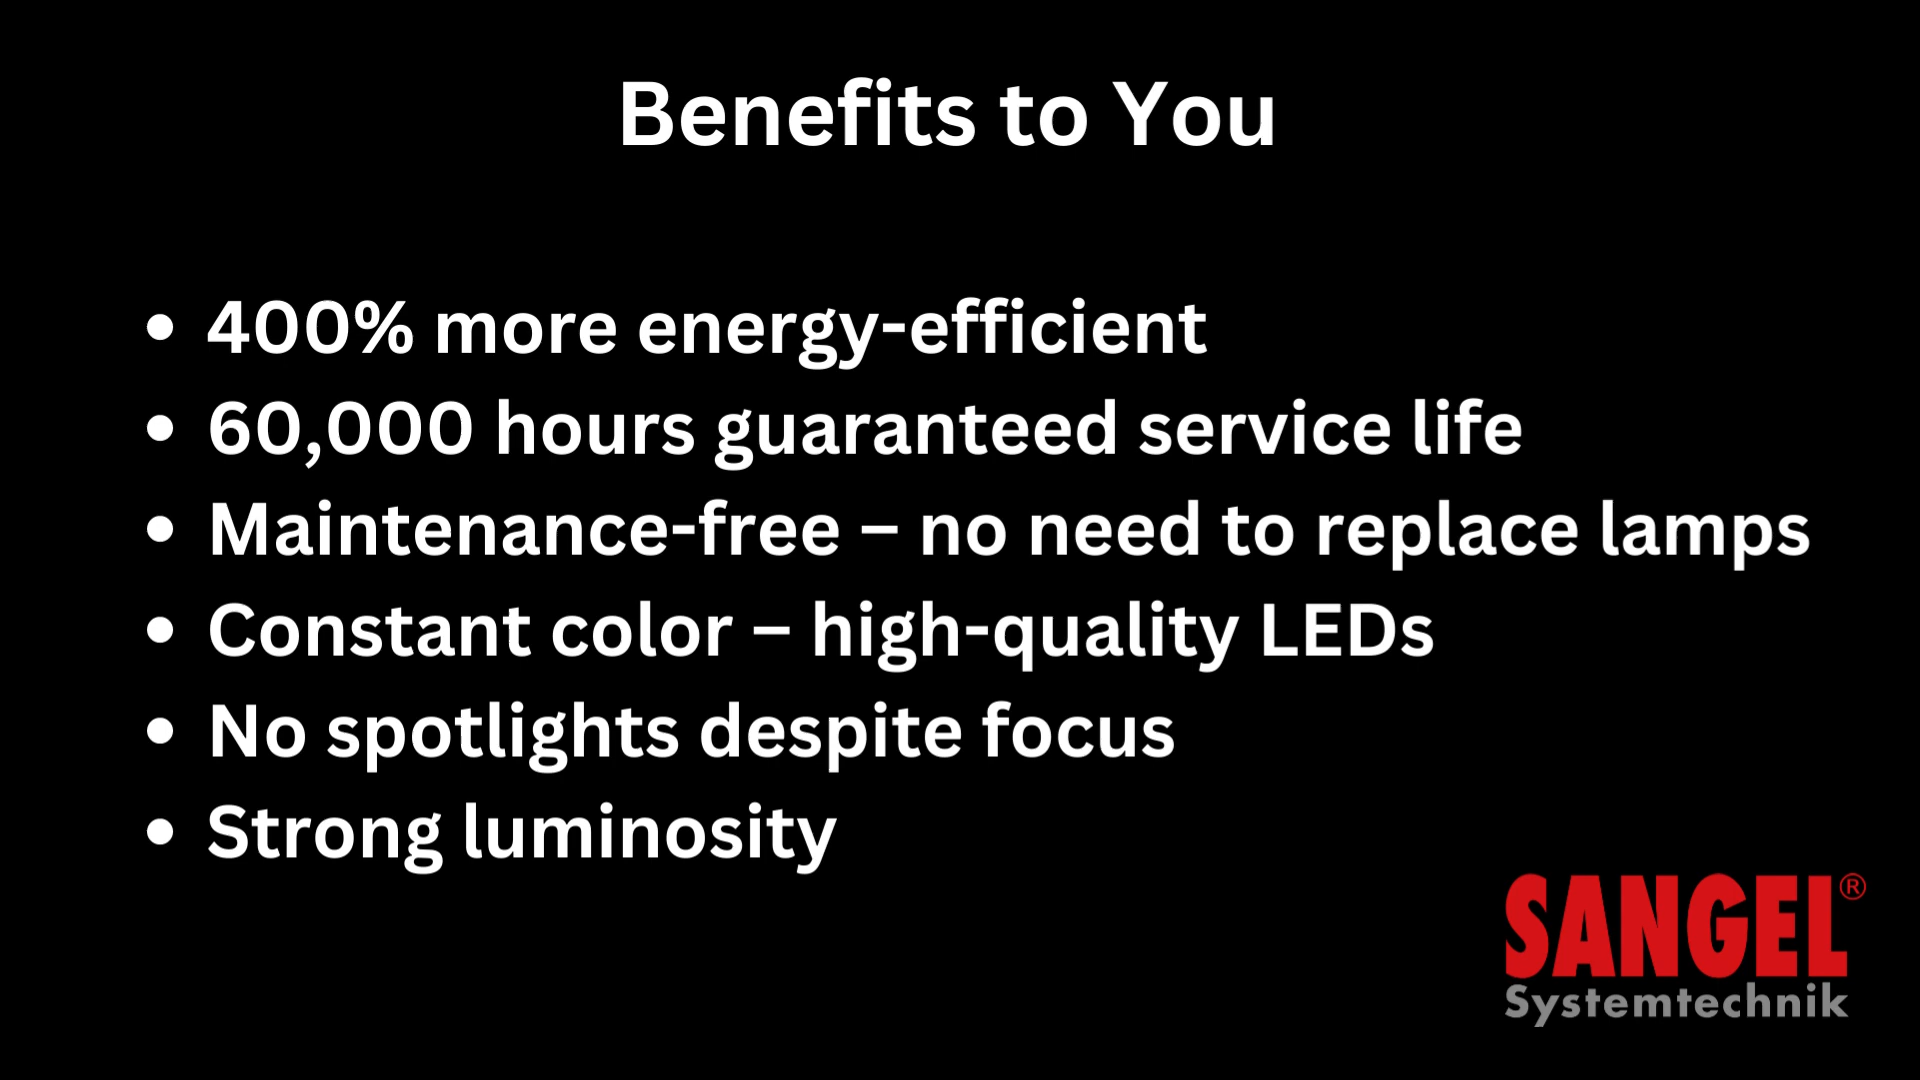 Benefits to You
• 400% more energy-efficient
• 60,000 hours guaranteed service life
• Maintenance-free – no need to replace lamps
• Constant color – high-quality LEDs
• No spotlights despite focus
• Strong luminosity
SANGEL®
Systemtechnik